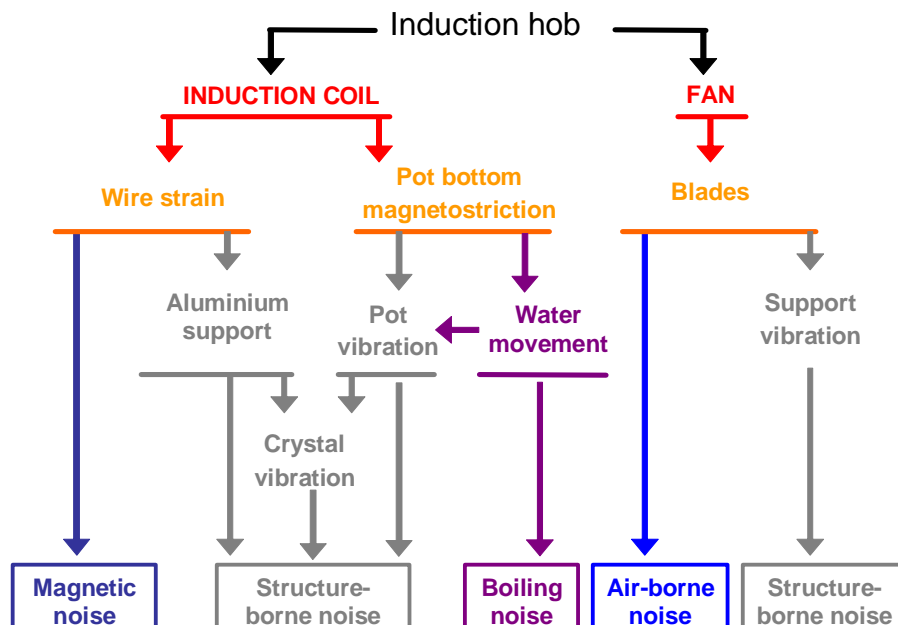 Induction hob
INDUCTION COIL
FAN
Wire strain
Pot bottom
magnetostriction
Blades
Aluminium
support
Pot
vibration
Water
movement
Support
vibration
Crystal
vibration
Magnetic
noise
Structure-
borne noise
Boiling
noise
Air-borne
noise
Structure-
borne noise